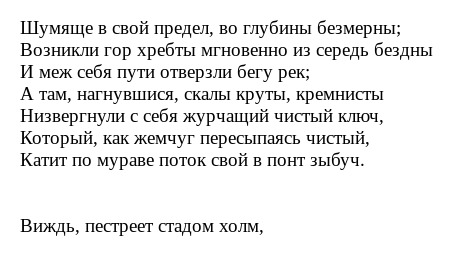 Шумяще в свой предел, во глубины безмерны;
Возникли гор хребты мгновенно из середь бездны
И меж себя пути отверзли бегу рек;
А там, нагнувшися, скалы круты, кремнисты
Низвергнули с себя журчащий чистый ключ,
Который, как жемчуг пересыпаясь чистый,
Катит по мураве поток свой в понт зыбуч.
Виждь, пестреет стадом холм,